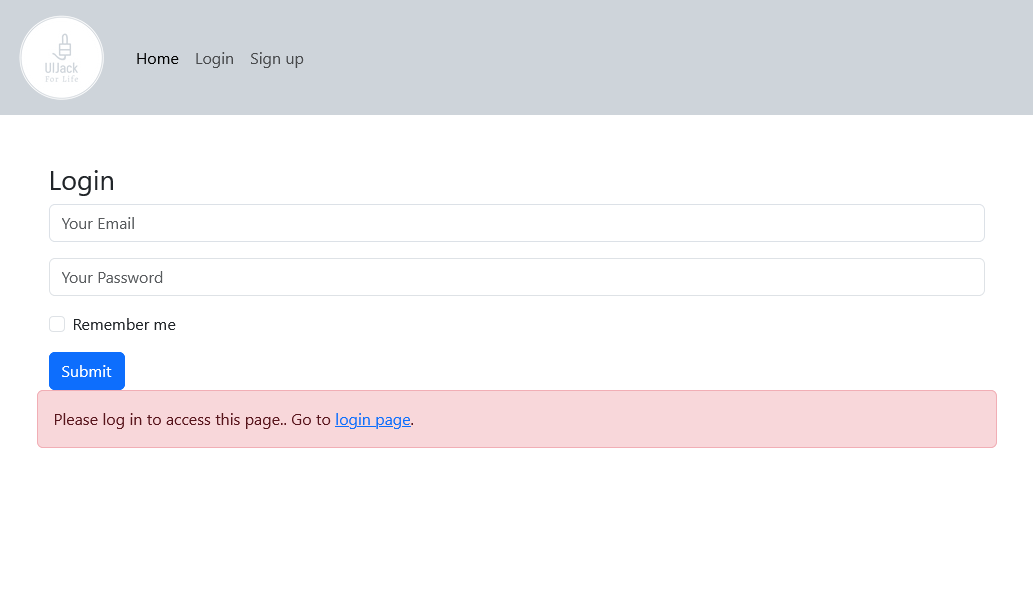 UIJack
For Life
Home Login Sign up
Login
Your Email
Your Password
Remember me
Submit
Please log in to access this page.. Go to login page.